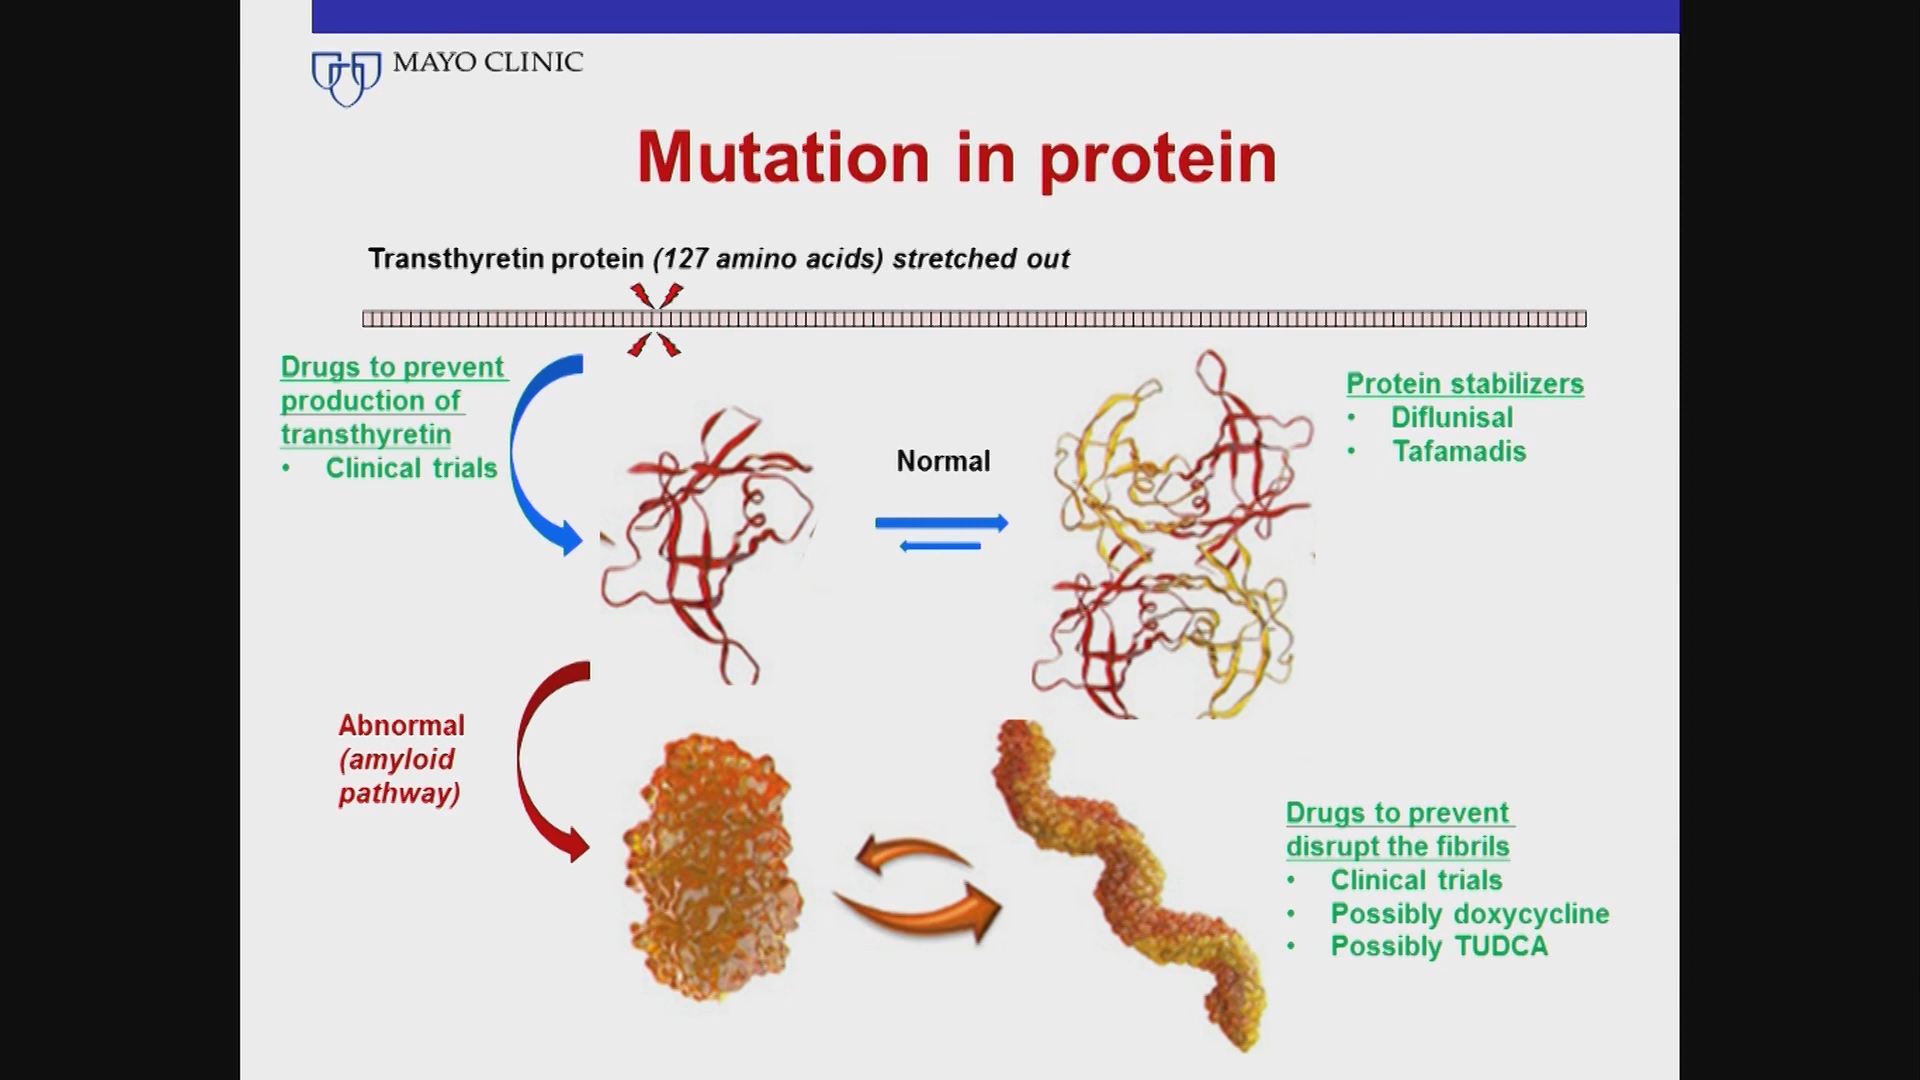 MAYO CLINIC
Mutation in protein
Transthyretin protein (127 amino acids) stretched out
Drugs to prevent
production of
transthyretin
• Clinical trials
Normal
Protein stabilizers
• Diflunisal
• Tafamadis
Abnormal
(amyloid
pathway)
Drugs to prevent
disrupt the fibrils
• Clinical trials
• Possibly doxycycline
• Possibly TUDCA